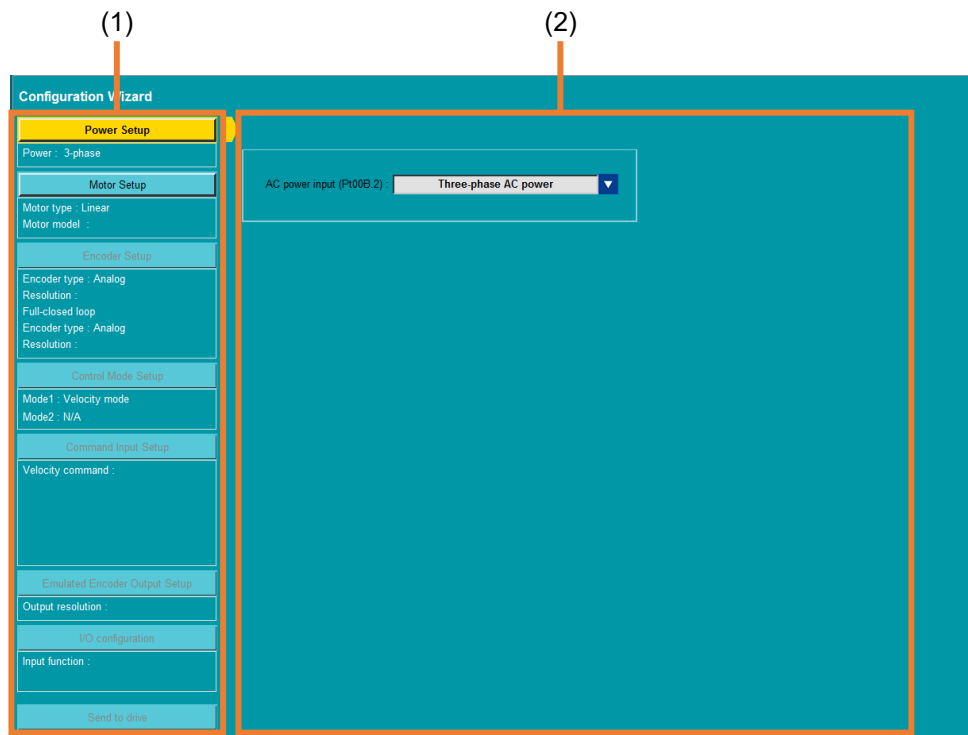 (1)
(2)
Configuration Wizard
Power Setup
Power : 3-phase
AC power input (Pt00B.2) :
Three-phase AC power
Motor Setup
Motor type : Linear
Motor model :
Encoder Setup
Encoder type : Analog
Resolution :
Full-closed loop
Encoder type : Analog
Resolution :
Control Mode Setup
Mode1 : Velocity mode
Mode2 : N/A
Command Input Setup
Velocity command :
Emulated Encoder Output Setup
Output resolution :
I/O configuration
Input function :
Send to drive